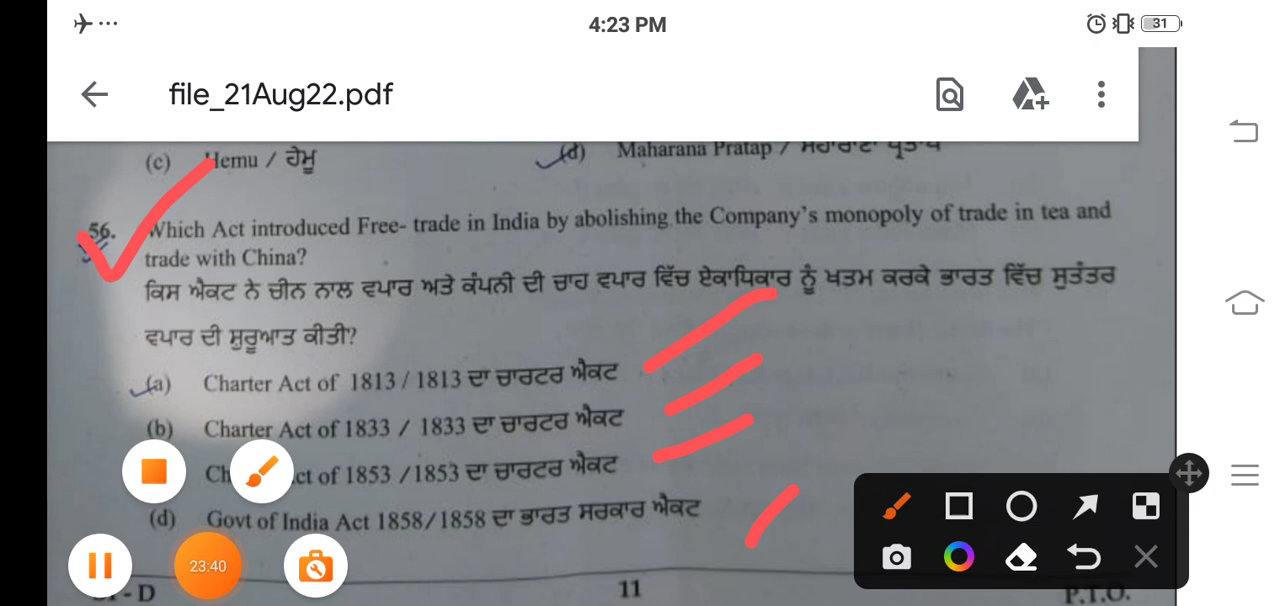 4:23 PM
31
file_21Aug22.pdf
(c) Hemu / ਹੇਮੂ (d) Maharana Pratap / ਮਹਾਰਾਣਾ ਪ੍ਰਤਾਪ
56. Which Act introduced Free- trade in India by abolishing the Company's monopoly of trade in tea and
trade with China?
ਕਿਸ ਐਕਟ ਨੇ ਚੀਨ ਨਾਲ ਵਪਾਰ ਅਤੇ ਕੰਪਨੀ ਦੀ ਚਾਹ ਵਪਾਰ ਵਿੱਚ ਏਕਾਧਿਕਾਰ ਨੂੰ ਖਤਮ ਕਰਕੇ ਭਾਰਤ ਵਿੱਚ ਸੁਤੰਤਰ
ਵਪਾਰ ਦੀ ਸ਼ੁਰੂਆਤ ਕੀਤੀ?
(a) Charter Act of 1813 / 1813 ਦਾ ਚਾਰਟਰ ਐਕਟ
(b) Charter Act of 1833 / 1833 ਦਾ ਚਾਰਟਰ ਐਕਟ
Act of 1853 /1853 ਦਾ ਚਾਰਟਰ ਐਕਟ
(d) Govt of India Act 1858/1858 ਦਾ ਭਾਰਤ ਸਰਕਾਰ ਐਕਟ
23:40
- D 11 P.T.O.